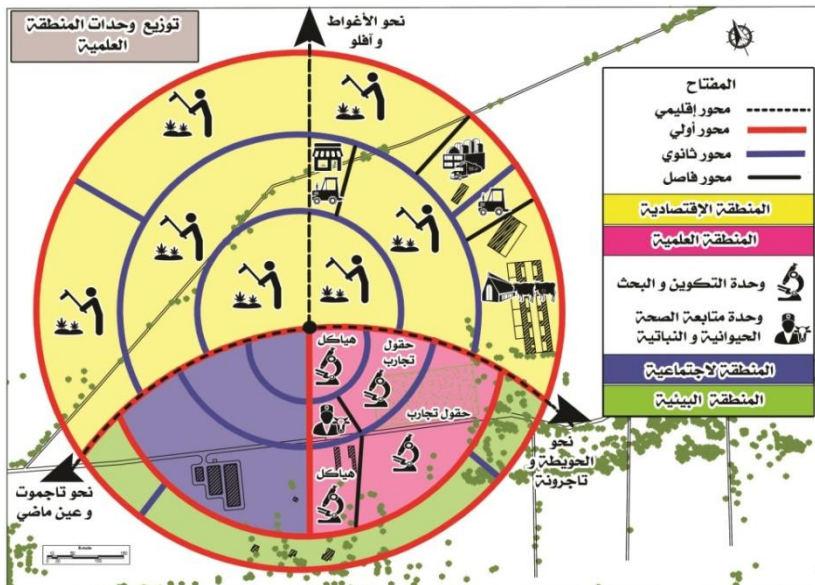 توزيع وحدات المنطقة
العلمية
نحو الأغواط
و آفلو
المفتاح
محور إقليمي
محور أولي
محور ثانوي
محور فاصل
المنطقة الإقتصادية
المنطقة العلمية
وحدة التكوين و البحث
وحدة متابعة الصحة
الحيوانية و النباتية
المنطقة لاجتماعية
المنطقة البيئية
هياكل
حقول
تجارب
حقول تجارب
هياكل
نحو
الحويطة و
تاجرونة
نحو تاجموت
و عين ماضي